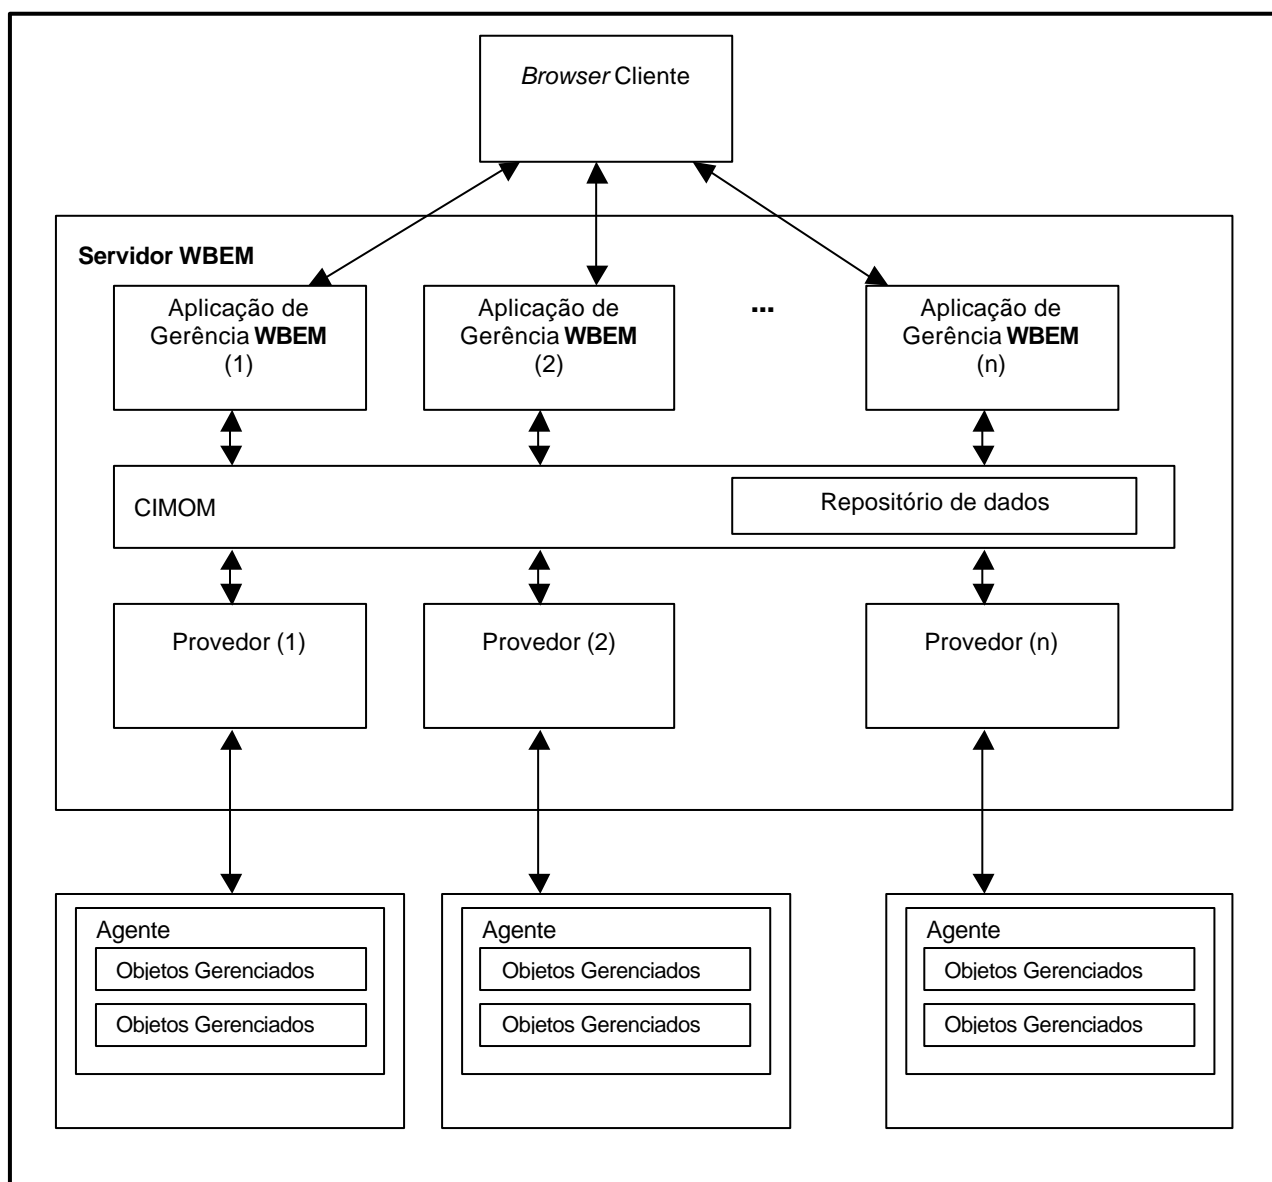 Browser Cliente
Servidor WBEM
Aplicação de
Gerência WBEM
(1)
Aplicação de
Gerência WBEM
(2)
...
Aplicação de
Gerência WBEM
(n)
CIMOM
Repositório de dados
Provedor (1)
Provedor (2)
Provedor (n)
Agente
Objetos Gerenciados
Objetos Gerenciados
Agente
Objetos Gerenciados
Objetos Gerenciados
Agente
Objetos Gerenciados
Objetos Gerenciados